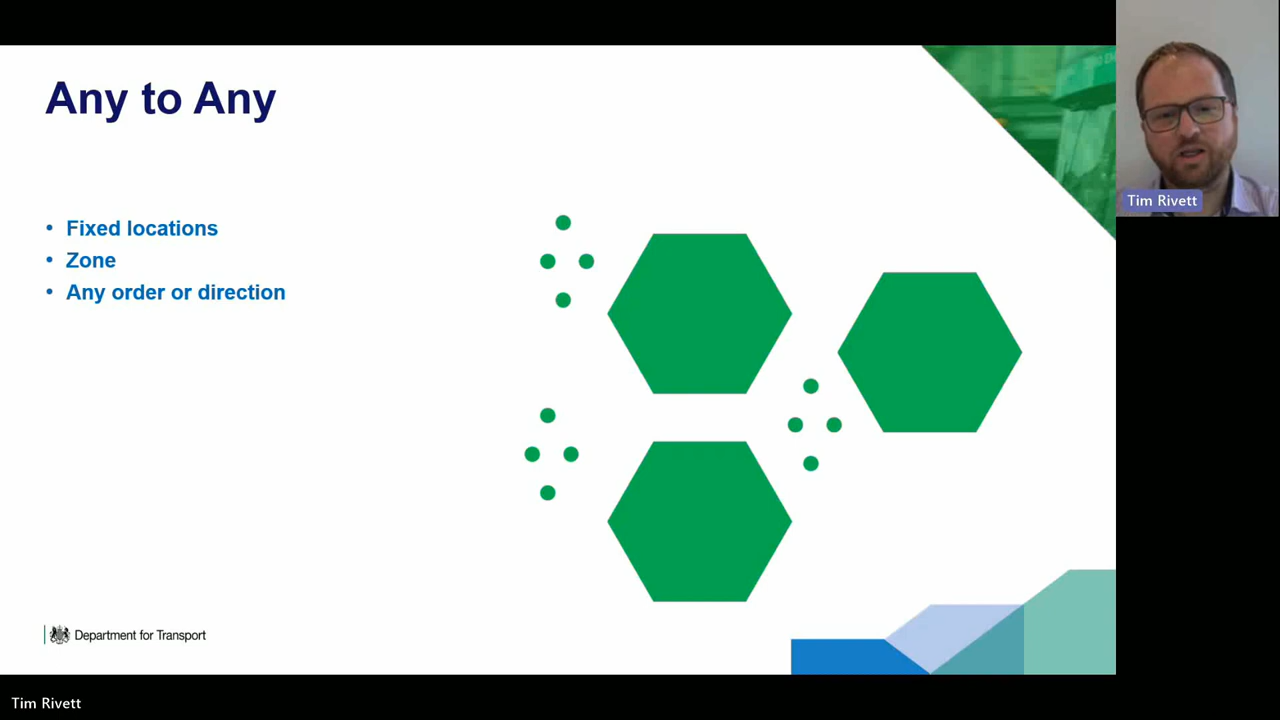 Any to Any
• Fixed locations
• Zone
• Any order or direction
Department for Transport
Tim Rivett
Tim Rivett